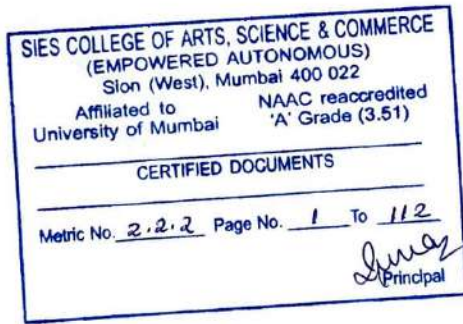 SIES COLLEGE OF ARTS, SCIENCE & COMMERCE
(EMPOWERED AUTONOMOUS)
Sion (West), Mumbai 400 022
Affiliated to University of Mumbai
NAAC reaccredited 'A' Grade (3.51)
CERTIFIED DOCUMENTS
Metric No. 2.2.2 Page No. 1 To 112
Principal